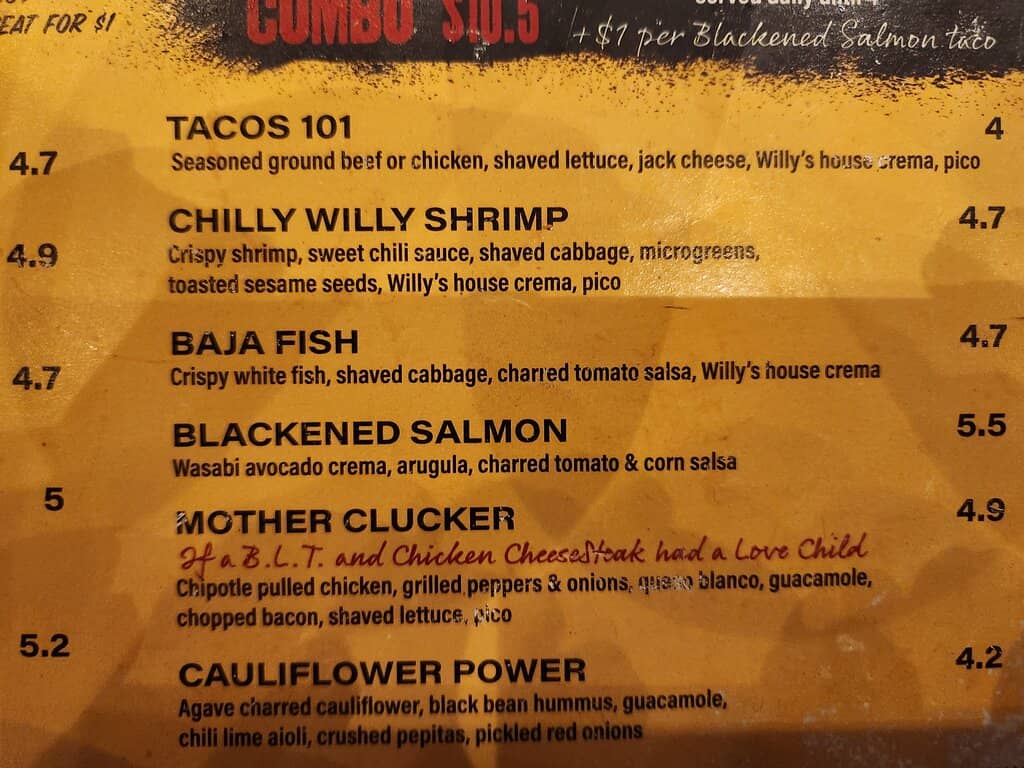 EAT FOR $1
COMBO $10.5
+$1 per Blackened Salmon taco
TACOS 101 4
4.7
Seasoned ground beef or chicken, shaved lettuce, jack cheese, Willy's house crema, pico
CHILLY WILLY SHRIMP 4.7
4.9
Crispy shrimp, sweet chili sauce, shaved cabbage, microgreens,
toasted sesame seeds, Willy's house crema, pico
BAJA FISH 4.7
4.7
Crispy white fish, shaved cabbage, charred tomato salsa, Willy's house crema
BLACKENED SALMON 5.5
Wasabi avocado crema, arugula, charred tomato & corn salsa
5
MOTHER CLUCKER 4.9
If a B.L.T. and Chicken CheeseSteak had a Love Child
Chipotle pulled chicken, grilled peppers & onions, queso blanco, guacamole,
chopped bacon, shaved lettuce, pico
5.2
CAULIFLOWER POWER 4.2
Agave charred cauliflower, black bean hummus, guacamole,
chili lime aioli, crushed pepitas, pickled red onions